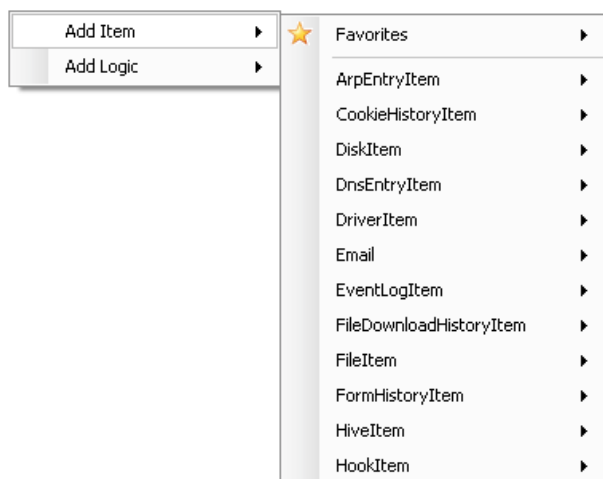 Add Item
Add Logic
Favorites
ArpEntryItem
CookieHistoryItem
DiskItem
DnsEntryItem
DriverItem
Email
EventLogItem
FileDownloadHistoryItem
FileItem
FormHistoryItem
HiveItem
HookItem